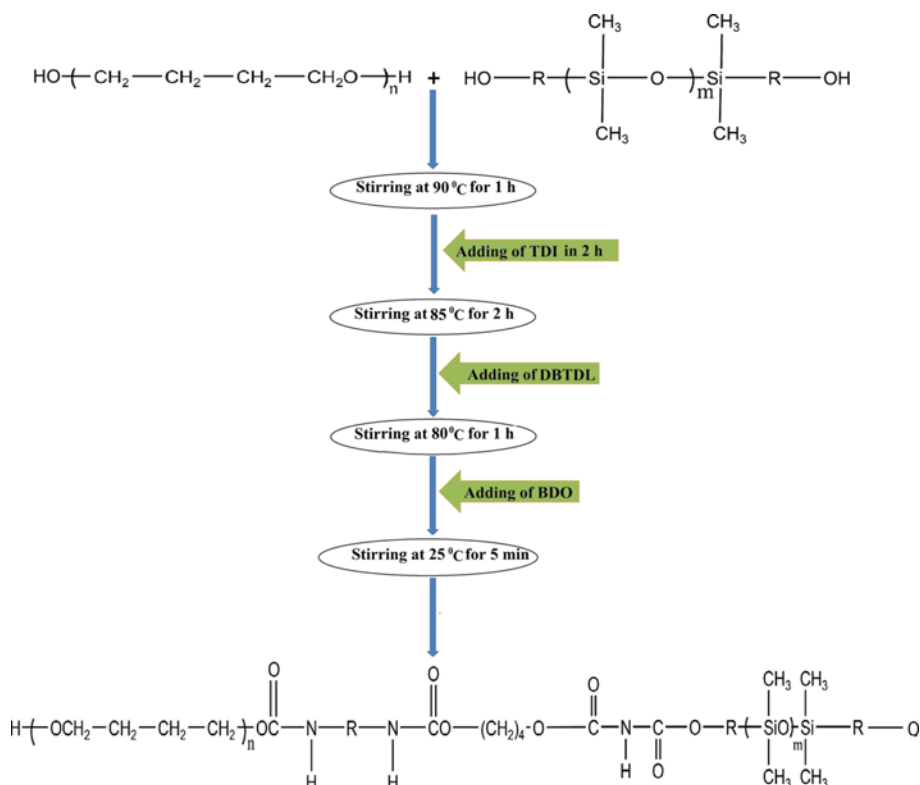 CH₃ CH₃
HO—(—CH₂—CH₂—CH₂—CH₂O—)ₙH + HO—R—(—Si—O—)ₘSi—R—OH
CH₃ CH₃
Stirring at 90 ⁰C for 1 h
Adding of TDI in 2 h
Stirring at 85 ⁰C for 2 h
Adding of DBTDL
Stirring at 80⁰C for 1 h
Adding of BDO
Stirring at 25 ⁰C for 5 min
O O O CH₃ CH₃
H—(—OCH₂—CH₂—CH₂—CH₂—)ₙOC—N—R—N—CO—(CH₂)₄-O—C—N—C—O—R—(SiO)ₘSi—R—O
H H H O CH₃ CH₃